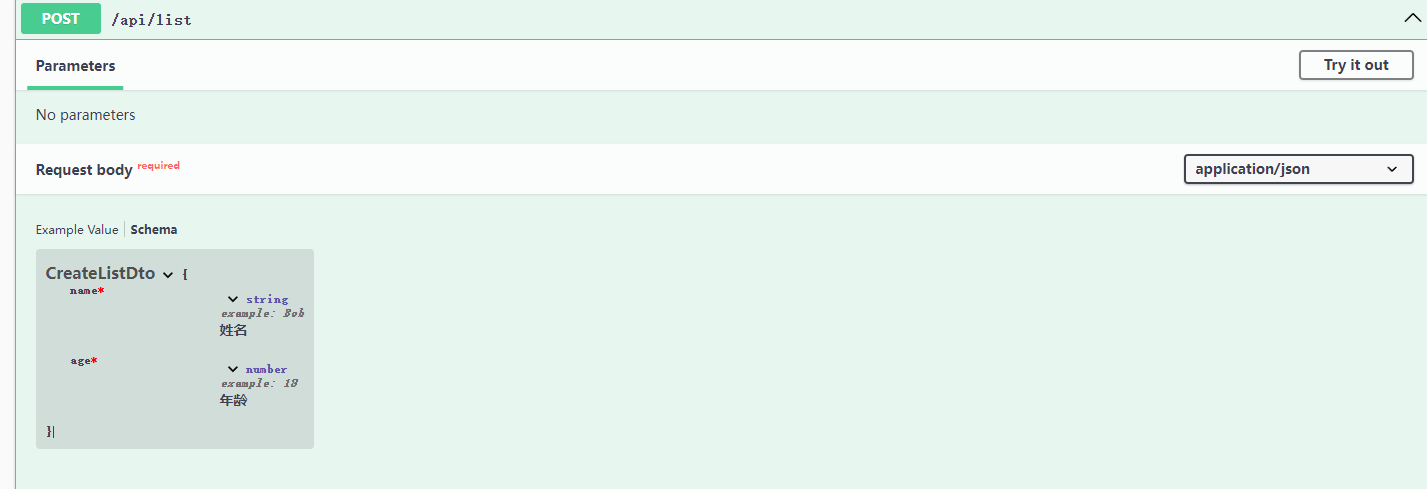 POST /api/list
Parameters
Try it out
No parameters
Request body required
application/json
Example Value Schema
CreateListDto {
name*
string
example: Bob
姓名
age*
number
example: 18
年龄
}